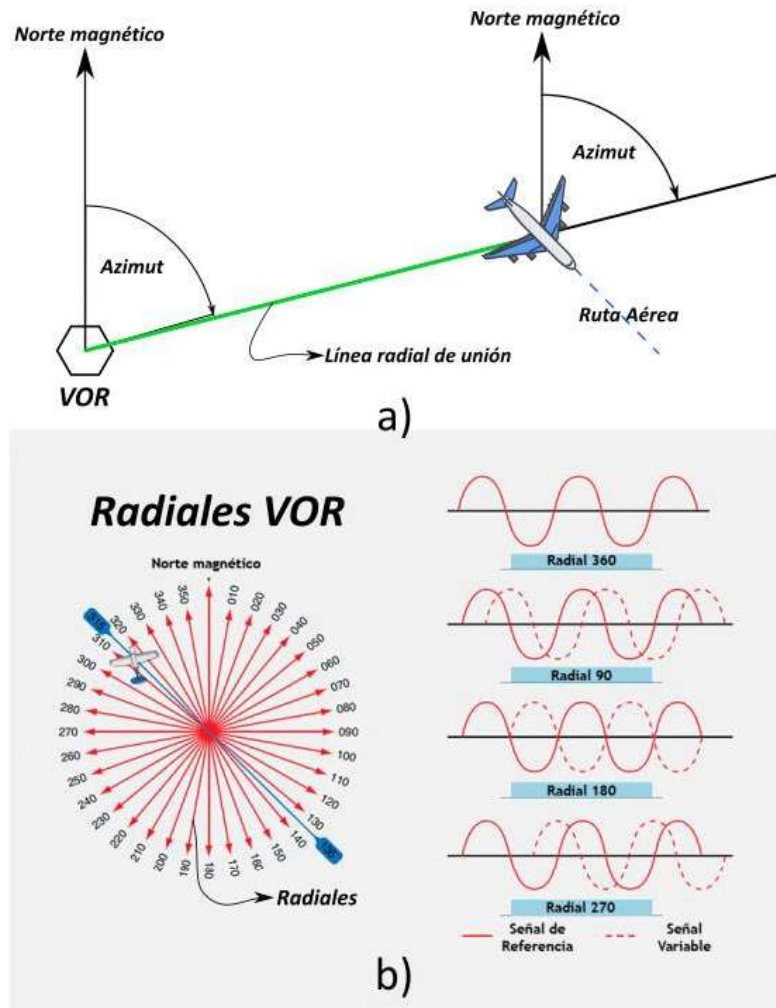 Norte magnético
Norte magnético
Azimut
Azimut
Ruta Aérea
Línea radial de unión
VOR
a)
Radiales VOR
Norte magnético
010
020
030
040
050
060
070
080
090
100
110
120
130
135
140
150
160
170
180
190
200
210
220
230
240
250
260
270
280
290
300
310
315
320
330
340
350
Radiales
Radial 360
Radial 90
Radial 180
Radial 270
Señal de Referencia
Señal Variable
b)